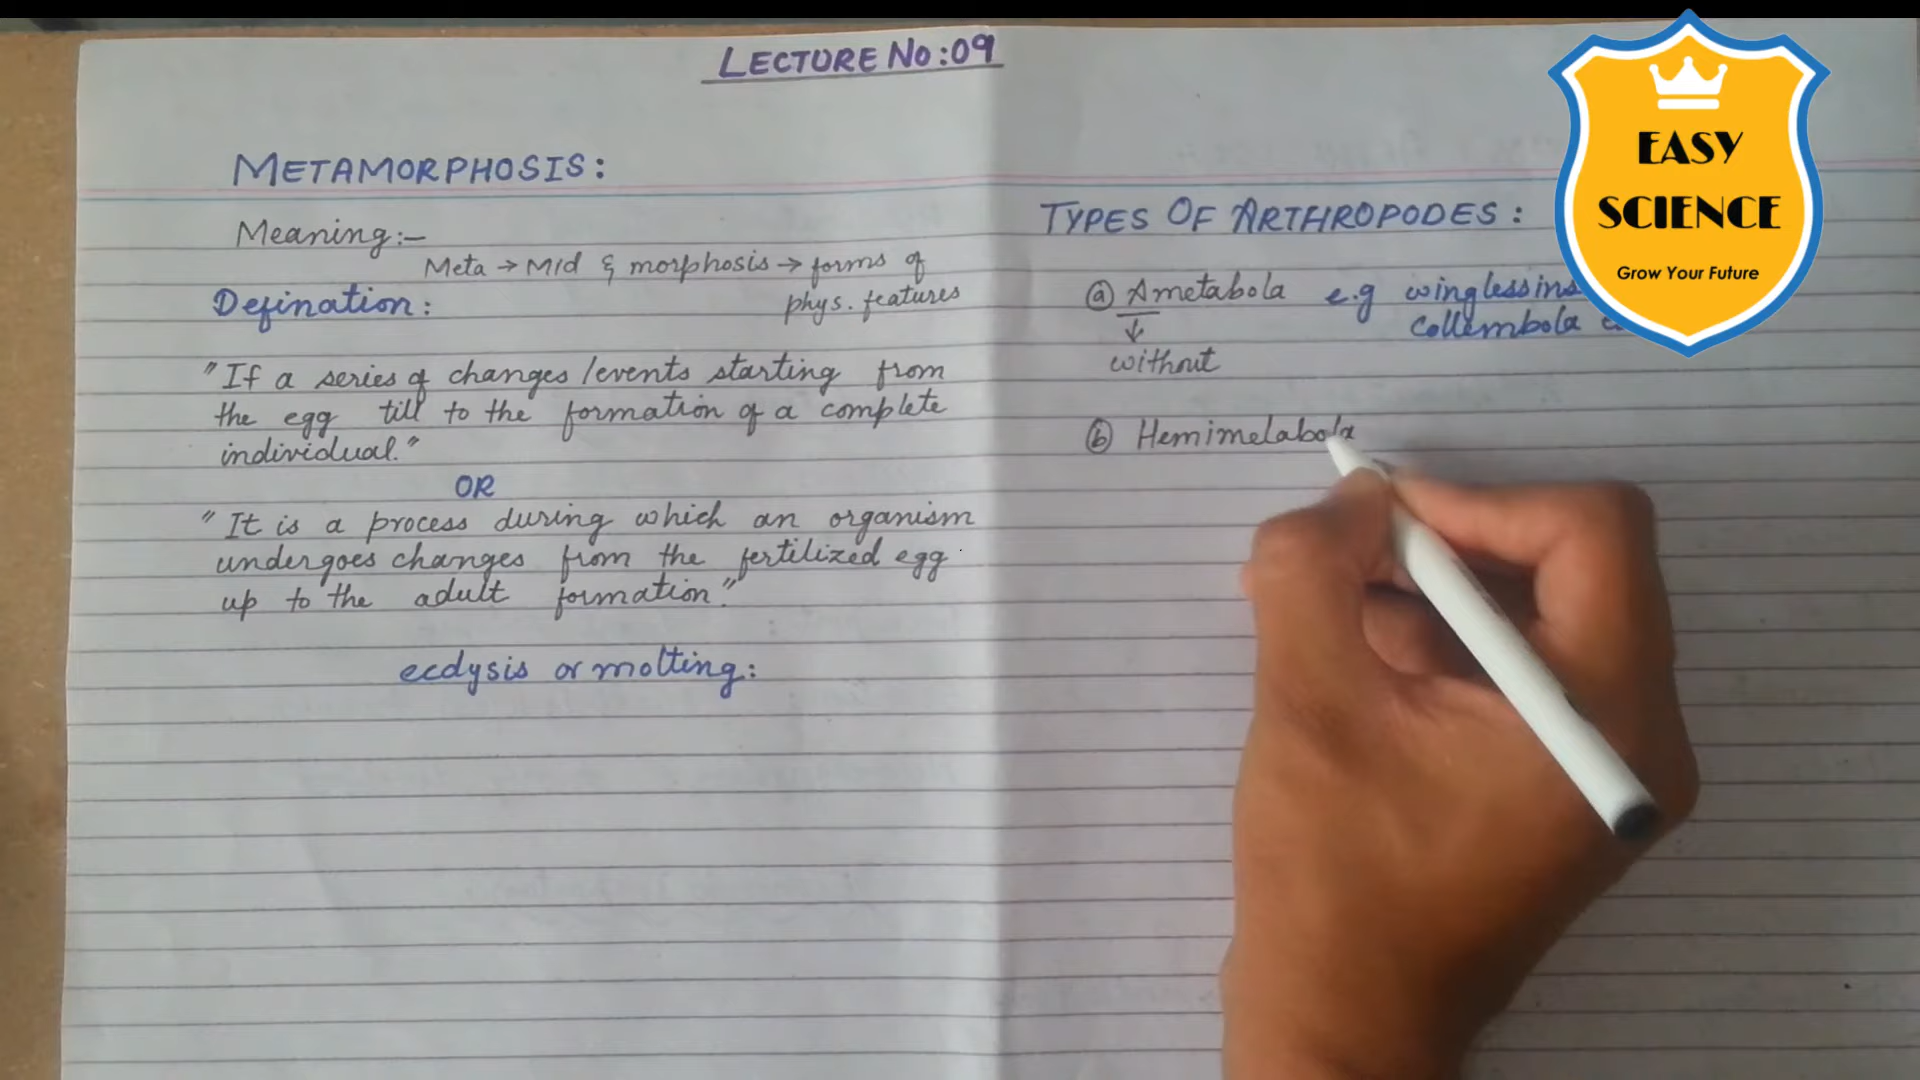 LECTURE No:09
METAMORPHOSIS:
Meaning:-
Meta → Mid & morphosis → forms of
phys. features
Defination:
"If a series of changes/events starting from
the egg till to the formation of a complete
individual."
OR
"It is a process during which an organism
undergoes changes from the fertilized egg
up to the adult formation."
ecdysis or molting:
TYPES OF ARTHROPODES:
(a) Ametabola e.g wingless
↓ collembola
without
(b) Hemimelabola
EASY
SCIENCE
Grow Your Future